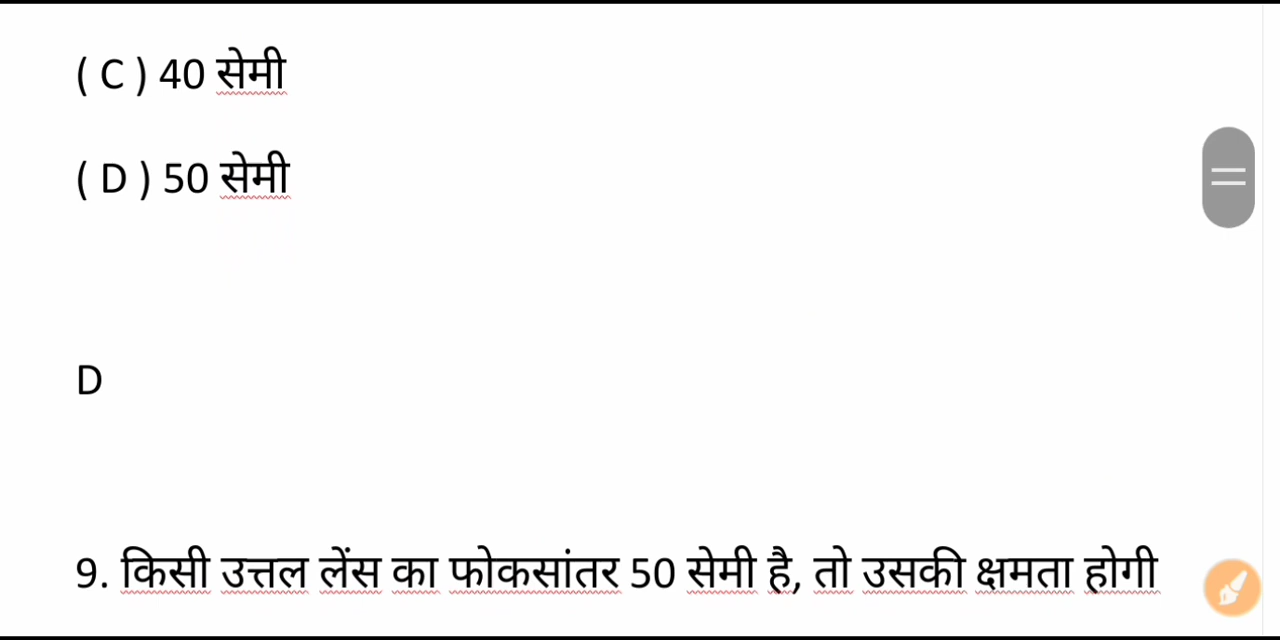 ( C ) 40 सेमी
( D ) 50 सेमी
D
9. किसी उत्तल लेंस का फोकसांतर 50 सेमी है, तो उसकी क्षमता होगी